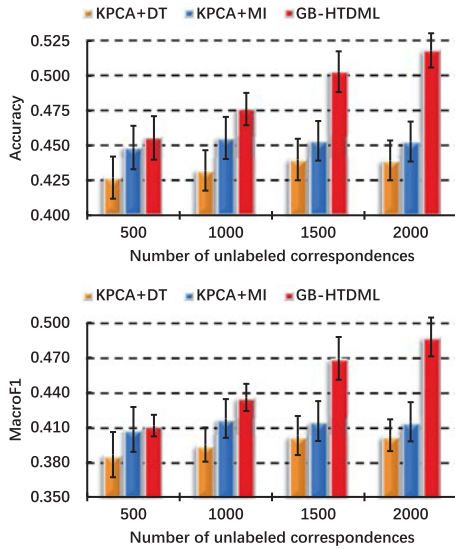 KPCA+DT KPCA+MI GB-HTDML
0.525
0.500
0.475
0.450
0.425
0.400
Accuracy
500 1000 1500 2000
Number of unlabeled correspondences
KPCA+DT KPCA+MI GB-HTDML
0.500
0.470
0.440
0.410
0.380
0.350
MacroF1
500 1000 1500 2000
Number of unlabeled correspondences